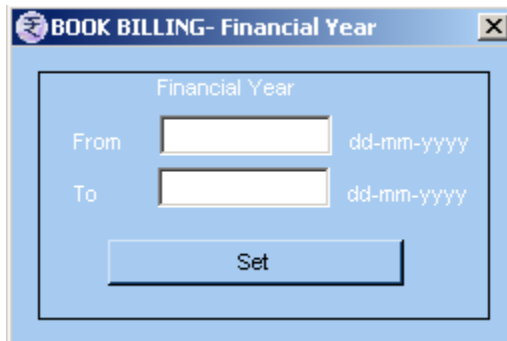 BOOK BILLING- Financial Year
Financial Year
From dd-mm-yyyy
To dd-mm-yyyy
Set